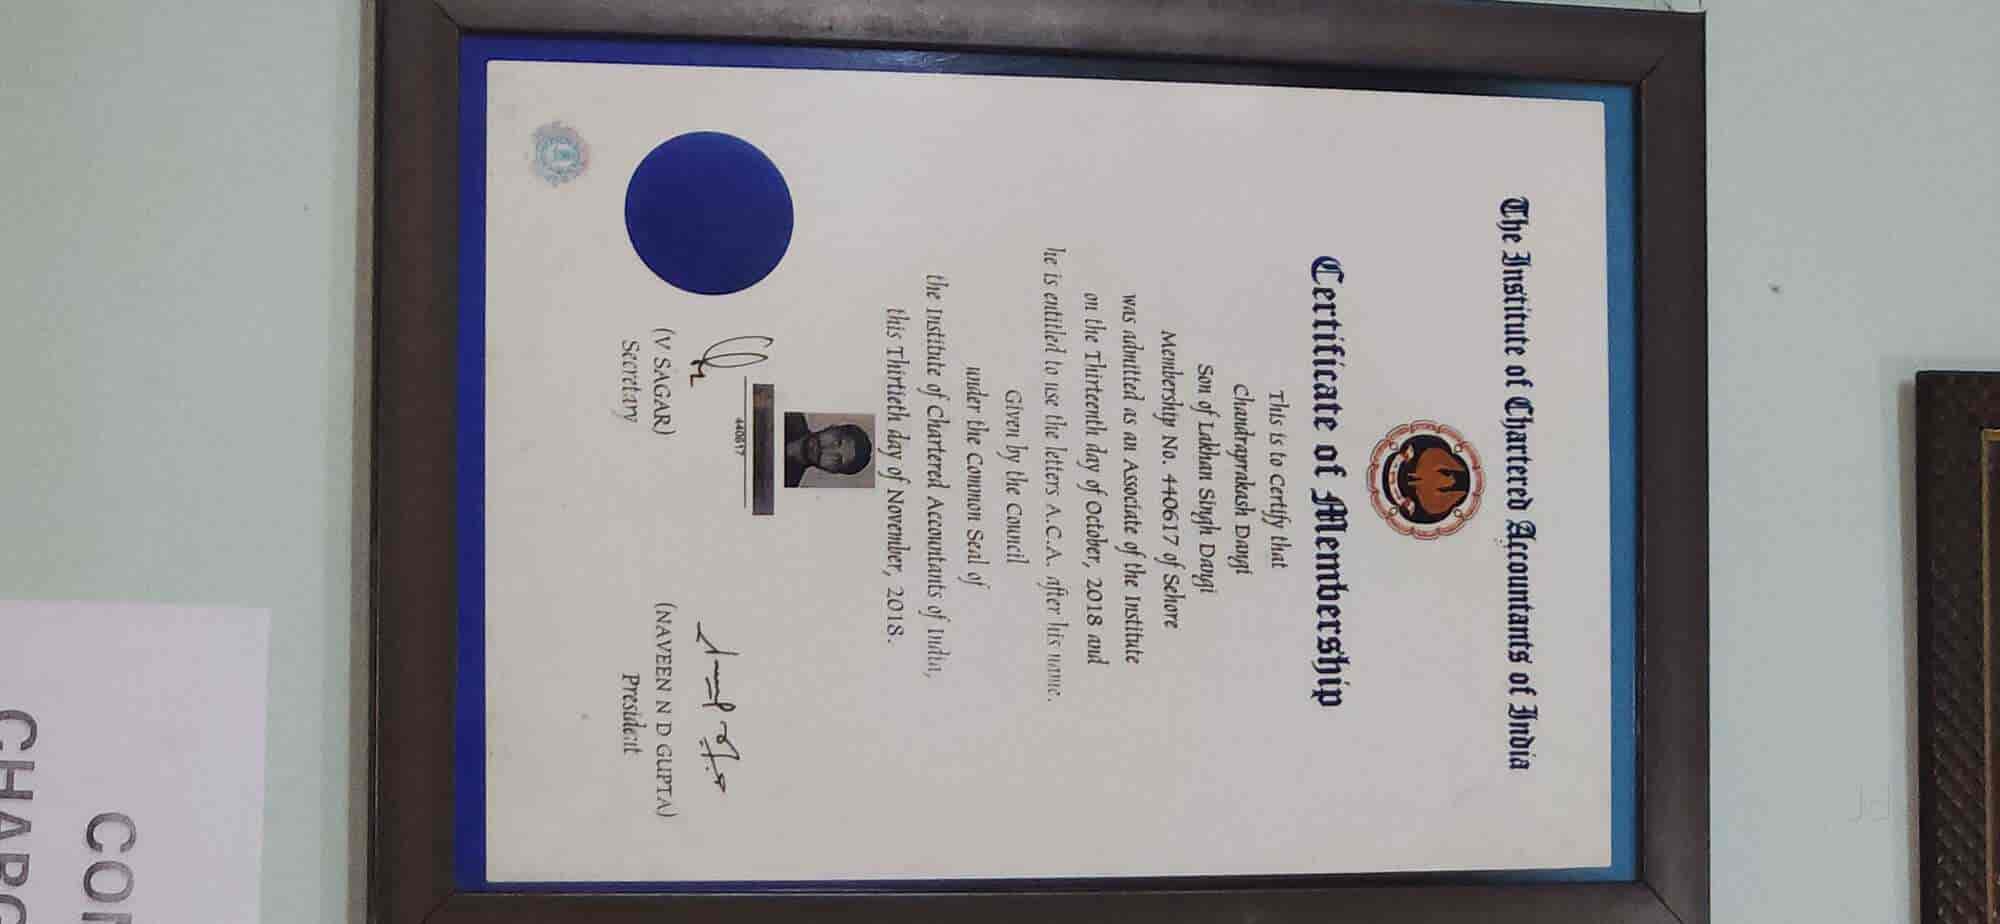 The Institute of Chartered Accountants of India
Certificate of Membership
This is to Certify that
Chandraprakash Dangi
Son of Lakhan Singh Dangi
Membership No. 440617 of Sehore
was admitted as an Associate of the Institute
on the Thirteenth day of October, 2018 and
he is entitled to use the letters A.C.A. after his name.
Given by the Council
under the Common Seal of
the Institute of Chartered Accountants of India,
this Thirtieth day of November, 2018.
440617
(V SAGAR)
Secretary
(NAVEEN N D GUPTA)
President
Jd